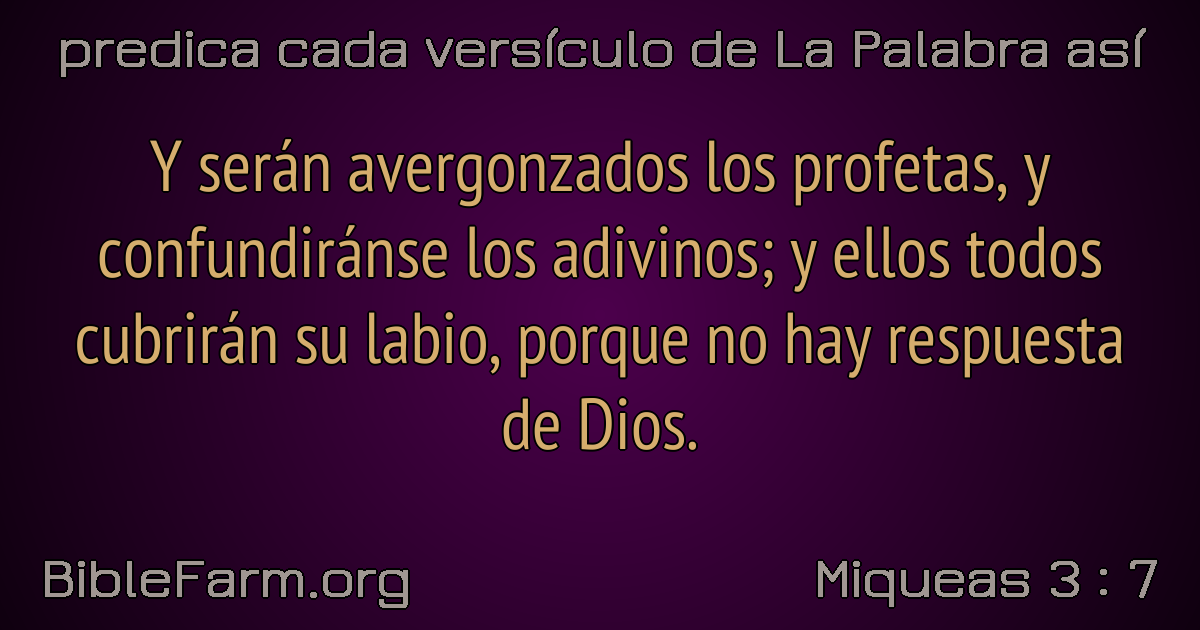 predica cada versículo de La Palabra así
Y serán avergonzados los profetas, y
confundiránse los adivinos; y ellos todos
cubrirán su labio, porque no hay respuesta
de Dios.
BibleFarm.org
Miqueas 3 : 7